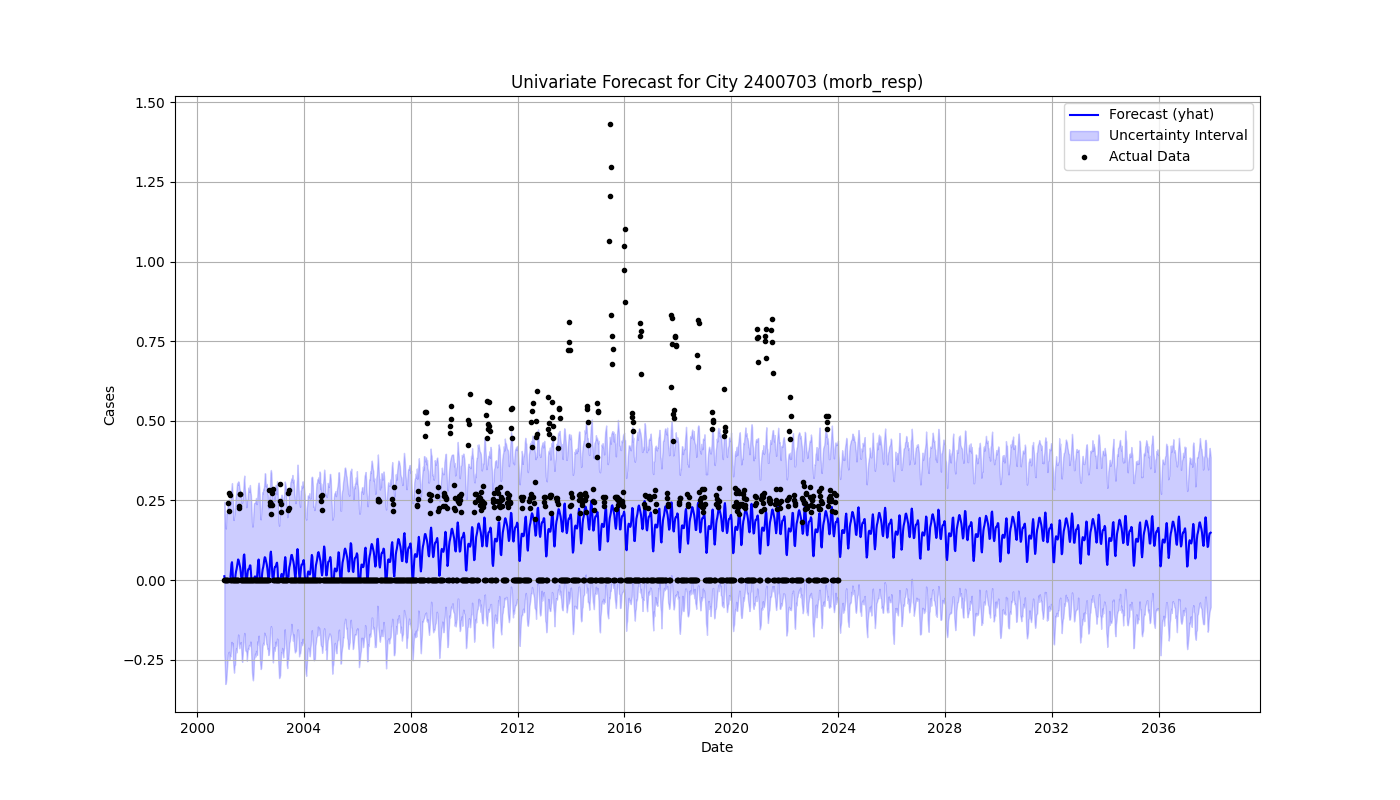 Univariate Forecast for City 2400703 (morb_resp)
Forecast (yhat)
Uncertainty Interval
Actual Data
1.50
1.25
1.00
0.75
0.50
0.25
0.00
−0.25
Cases
2000 2004 2008 2012 2016 2020 2024 2028 2032 2036
Date